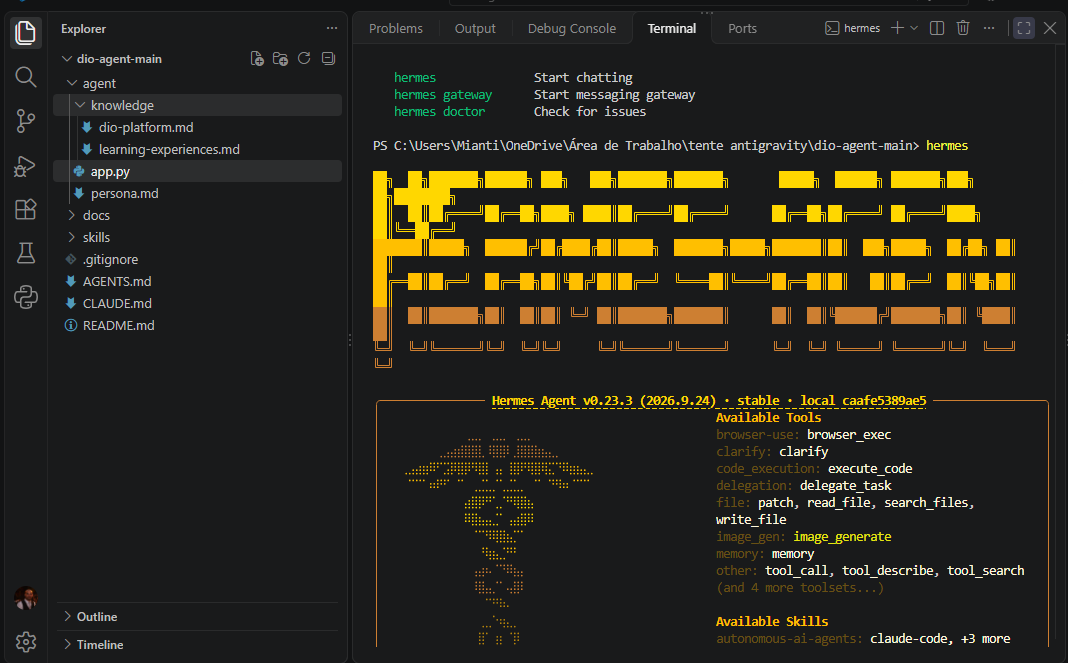 Explorer
dio-agent-main
agent
knowledge
dio-platform.md
learning-experiences.md
app.py
persona.md
docs
skills
.gitignore
AGENTS.md
CLAUDE.md
README.md
Outline
Timeline
Problems
Output
Debug Console
Terminal
Ports
hermes
hermes Start chatting
hermes gateway Start messaging gateway
hermes doctor Check for issues
PS C:\Users\Mianti\OneDrive\Área de Trabalho\tente antigravity\dio-agent-main> hermes
HERMES-AGENT
Hermes Agent v0.23.3 (2026.9.24) · stable · local caafe5389ae5
Available Tools
browser-use: browser_exec
clarify: clarify
code_execution: execute_code
delegation: delegate_task
file: patch, read_file, search_files,
write_file
image_gen: image_generate
memory: memory
other: tool_call, tool_describe, tool_search
(and 4 more toolsets...)
Available Skills
autonomous-ai-agents: claude-code, +3 more